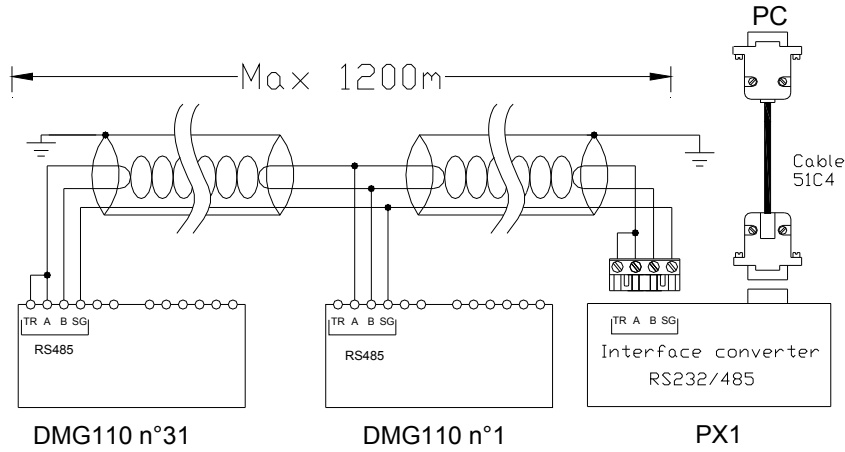 PC
Max 1200m
Cable
51C4
TR A B SG
RS485
TR A B SG
RS485
TR A B SG
Interface converter
RS232/485
DMG110 n°31
DMG110 n°1
PX1